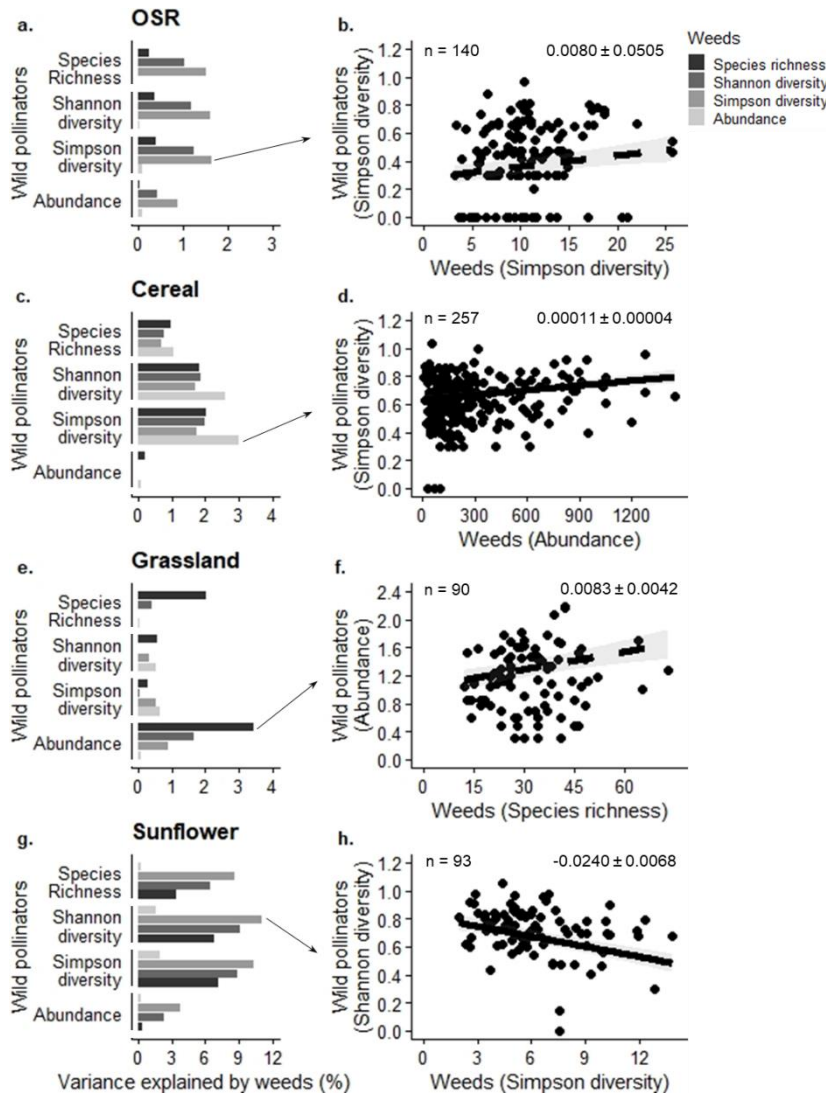 a. OSR
Wild pollinators
Species
Richness
Shannon
diversity
Simpson
diversity
Abundance
0 1 2 3
b.
n = 140 0.0080 ± 0.0505
Wild pollinators
(Simpson diversity)
1.2
1.0
0.8
0.6
0.4
0.2
0.0
0 5 10 15 20 25
Weeds (Simpson diversity)
Weeds
Species richness
Shannon diversity
Simpson diversity
Abundance
c. Cereal
Wild pollinators
Species
Richness
Shannon
diversity
Simpson
diversity
Abundance
0 1 2 3 4
d.
n = 257 0.00011 ± 0.00004
Wild pollinators
(Simpson diversity)
1.2
1.0
0.8
0.6
0.4
0.2
0.0
0 300 600 900 1200
Weeds (Abundance)
e. Grassland
Wild pollinators
Species
Richness
Shannon
diversity
Simpson
diversity
Abundance
0 1 2 3 4
f.
n = 90 0.0083 ± 0.0042
Wild pollinators
(Abundance)
2.4
2.0
1.6
1.2
0.8
0.4
0.0
0 15 30 45 60
Weeds (Species richness)
g. Sunflower
Wild pollinators
Species
Richness
Shannon
diversity
Simpson
diversity
Abundance
0 3 6 9 12
Variance explained by weeds (%)
h.
n = 93 -0.0240 ± 0.0068
Wild pollinators
(Shannon diversity)
1.2
1.0
0.8
0.6
0.4
0.2
0.0
3 6 9 12
Weeds (Simpson diversity)